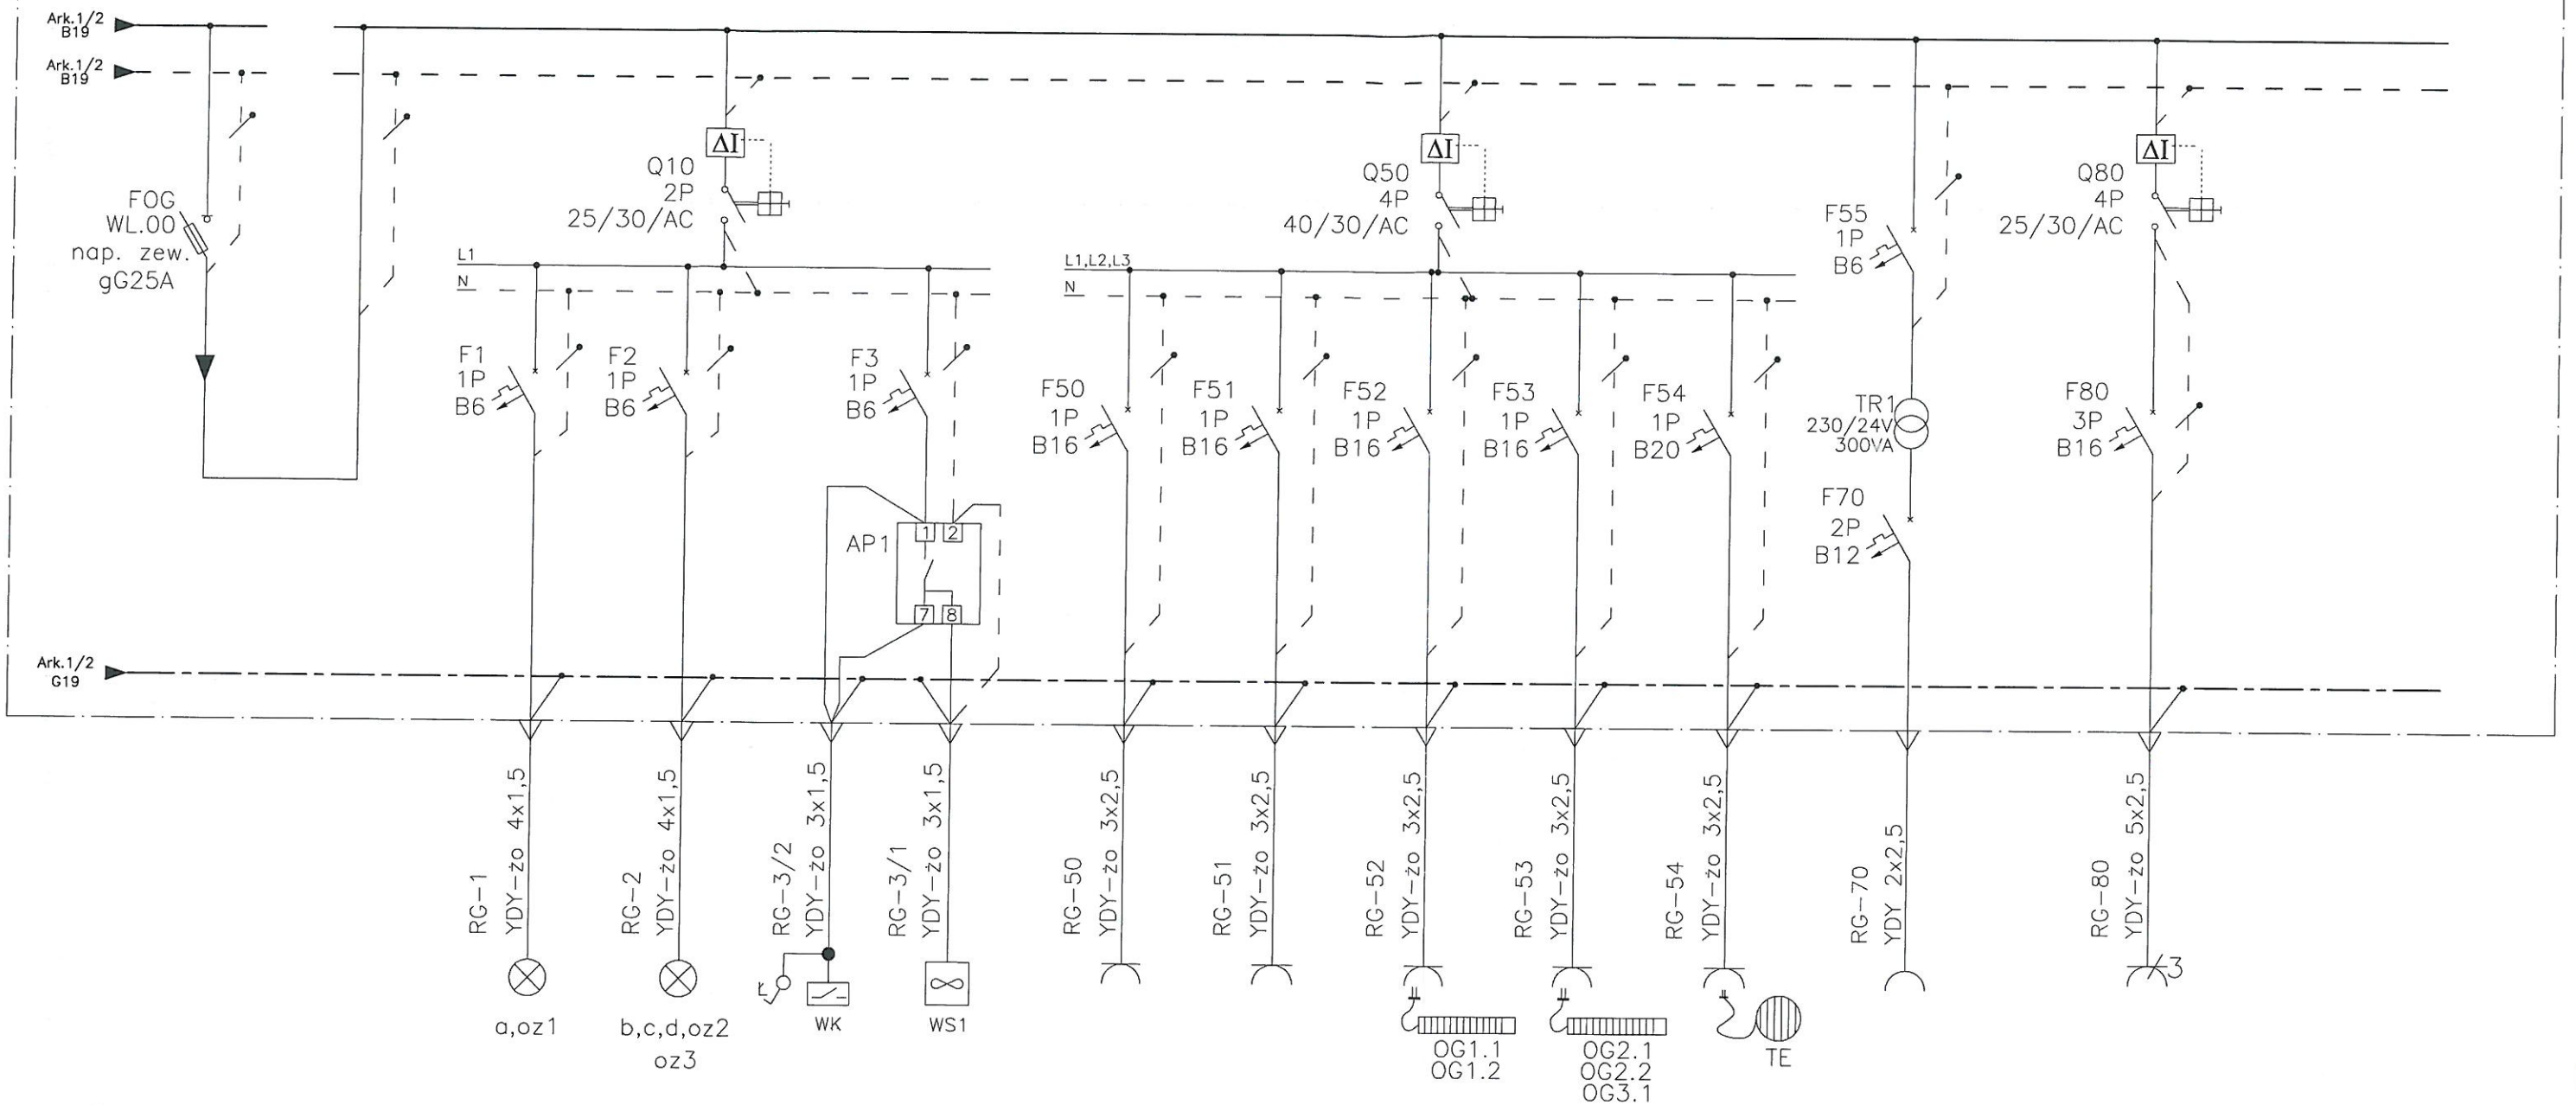 Ark.1/2
B19
Ark.1/2
B19
FOG
WL.00
nap. zew.
gG25A
ΔI
Q10
2P
25/30/AC
L1
N
F1
1P
B6
F2
1P
B6
F3
1P
B6
AP1
1
2
7
8
ΔI
Q50
4P
40/30/AC
L1,L2,L3
N
F50
1P
B16
F51
1P
B16
F52
1P
B16
F53
1P
B16
F54
1P
B20
F55
1P
B6
TR1
230/24V
300VA
F70
2P
B12
ΔI
Q80
4P
25/30/AC
F80
3P
B16
Ark.1/2
G19
RG-1
YDY-żo 4x1,5
RG-2
YDY-żo 4x1,5
RG-3/2
YDY-żo 3x1,5
RG-3/1
YDY-żo 3x1,5
RG-50
YDY-żo 3x2,5
RG-51
YDY-żo 3x2,5
RG-52
YDY-żo 3x2,5
RG-53
YDY-żo 3x2,5
RG-54
YDY-żo 3x2,5
RG-70
YDY 2x2,5
RG-80
YDY-żo 5x2,5
3
a,oz1
b,c,d,oz2
oz3
WK
WS1
OG1.1
OG1.2
OG2.1
OG2.2
OG3.1
TE